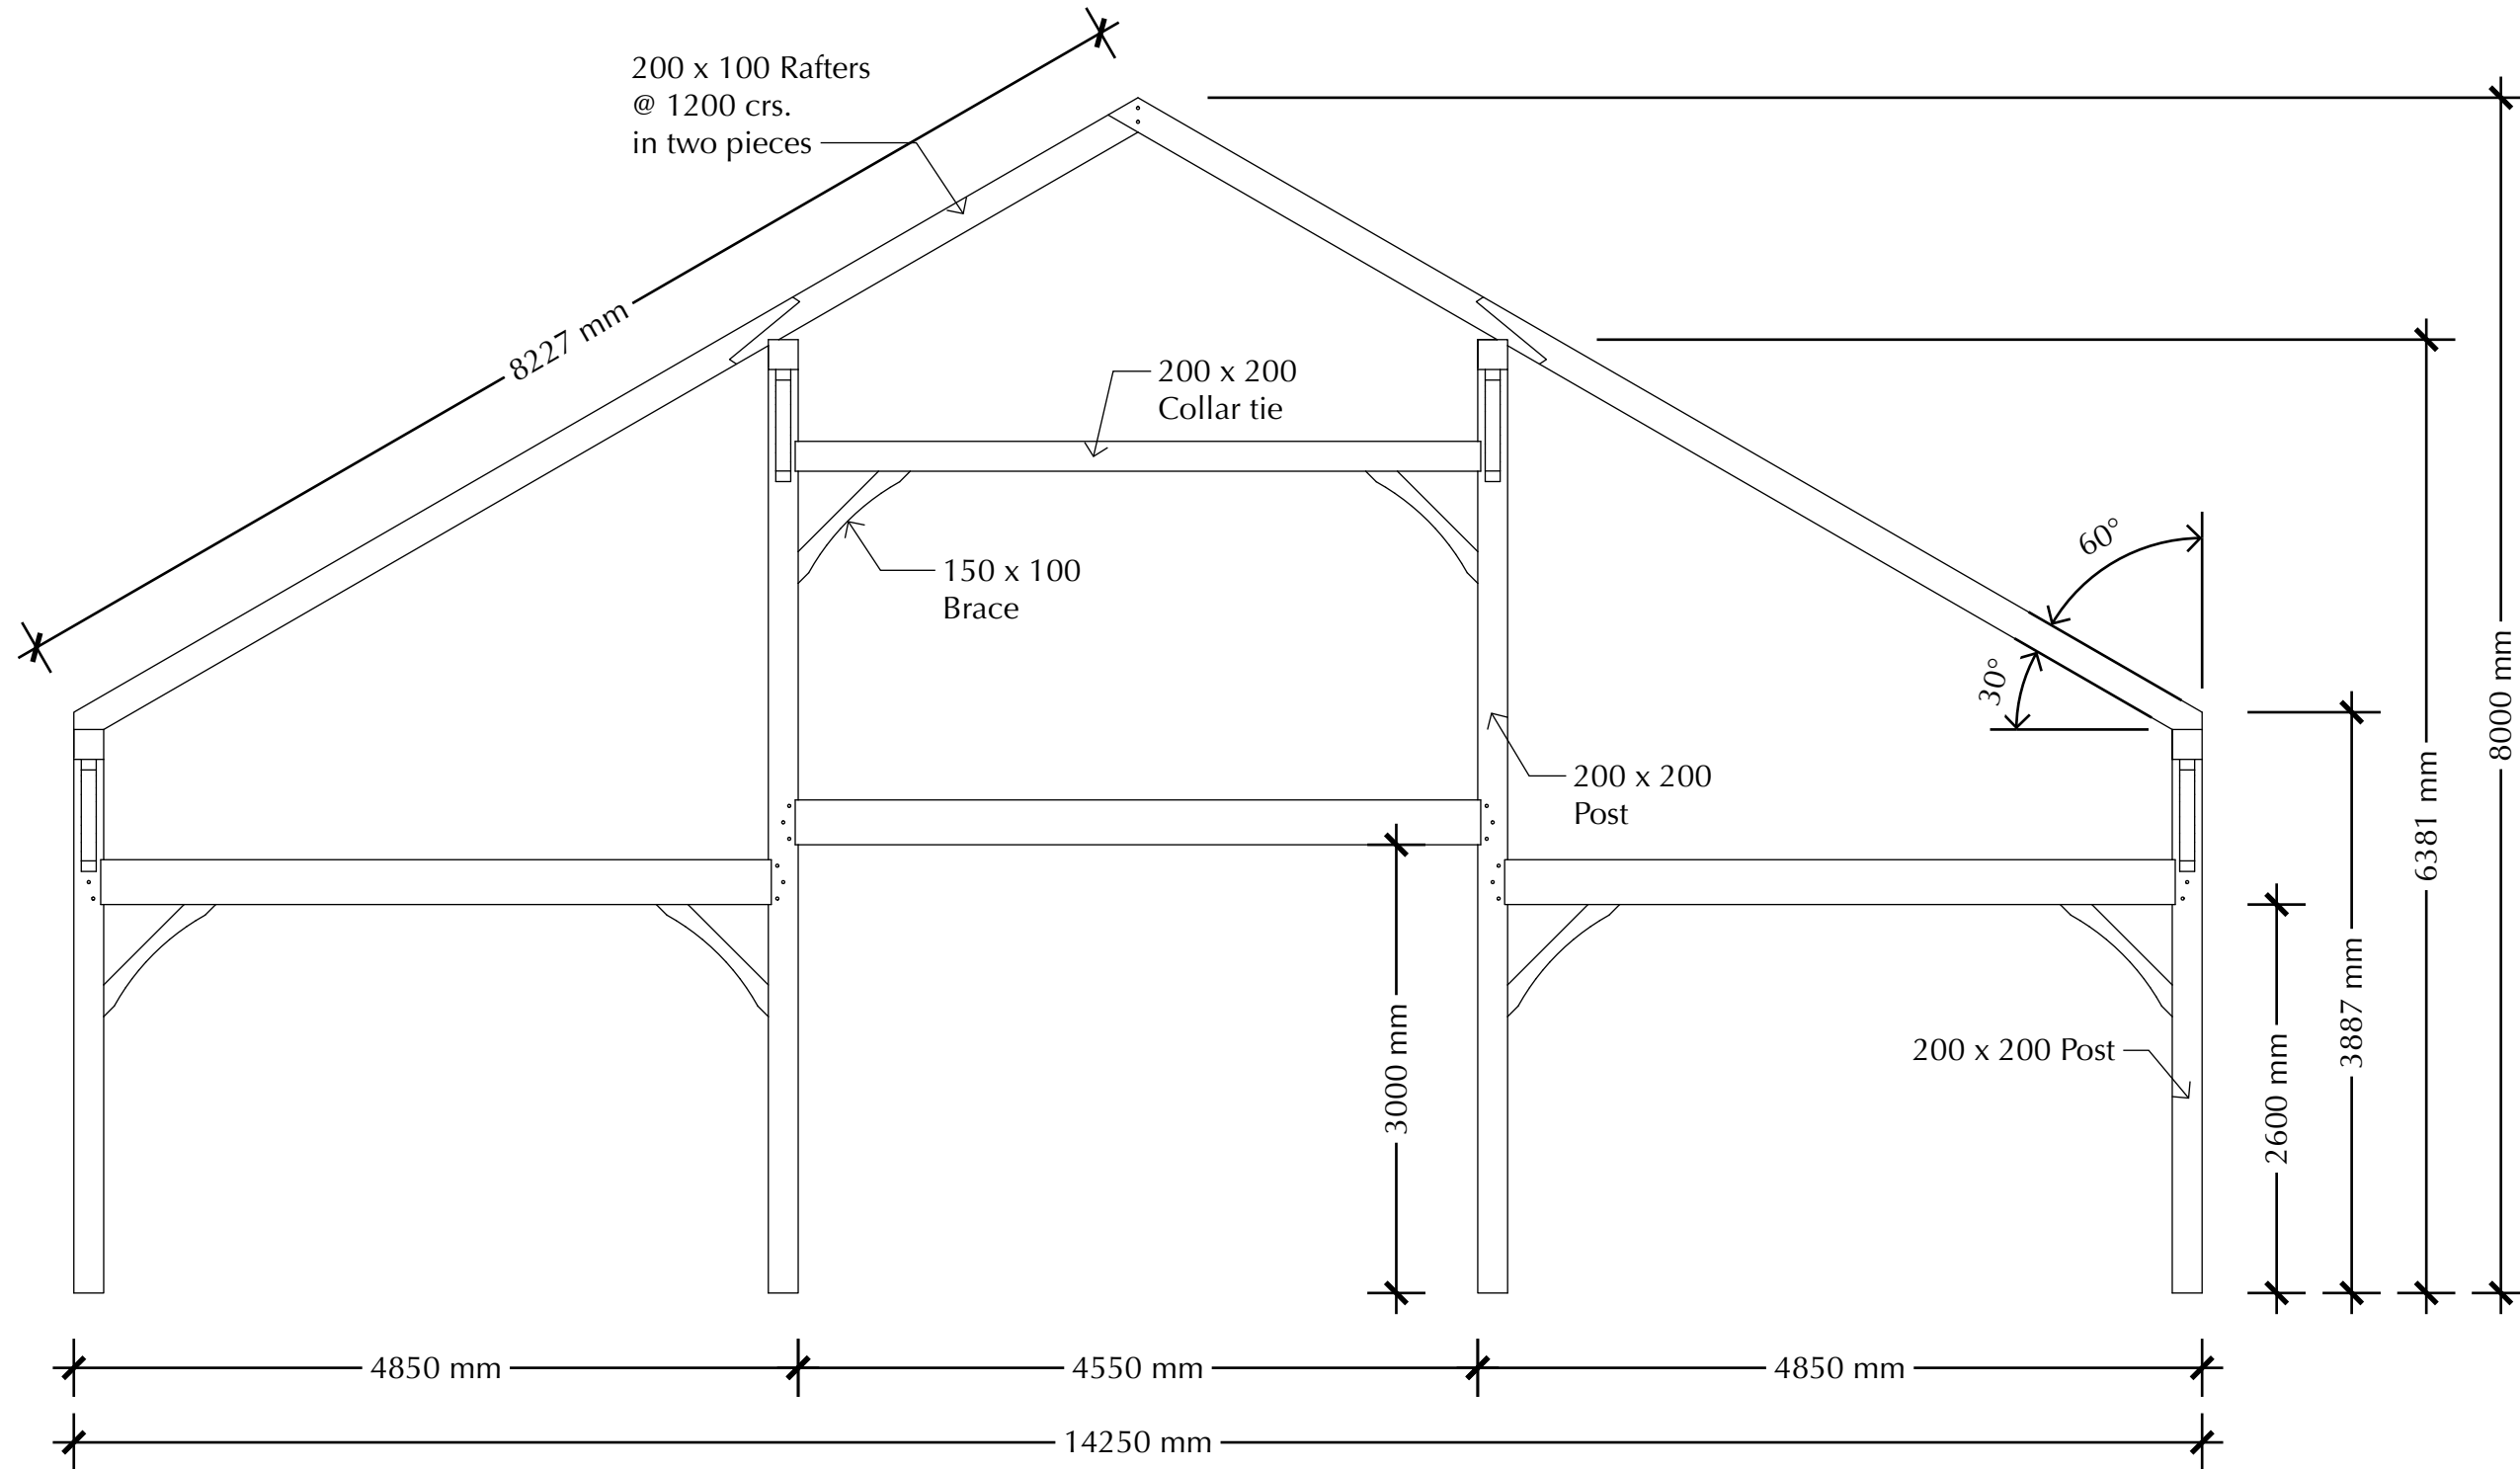 200 x 100 Rafters
@ 1200 crs.
in two pieces
8227 mm
200 x 200
Collar tie
150 x 100
Brace
60°
30°
200 x 200
Post
200 x 200 Post
3000 mm
2600 mm
3887 mm
6381 mm
8000 mm
4850 mm
4550 mm
4850 mm
14250 mm